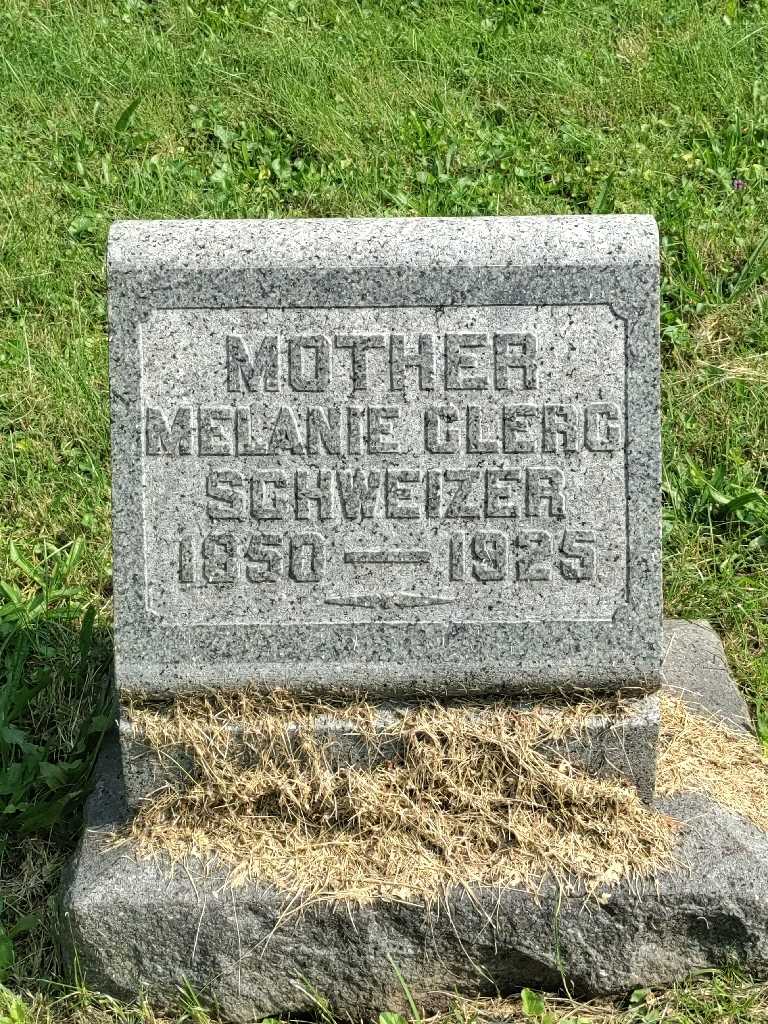 MOTHER
MELANIE CLERC
SCHWEIZER
1850 — 1925